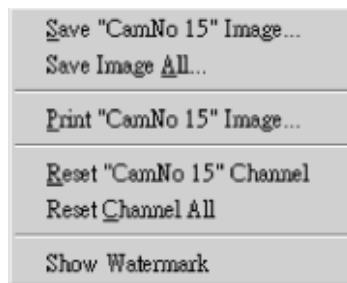 Save "CamNo 15" Image...
Save Image All...
Print "CamNo 15" Image...
Reset "CamNo 15" Channel
Reset Channel All
Show Watermark